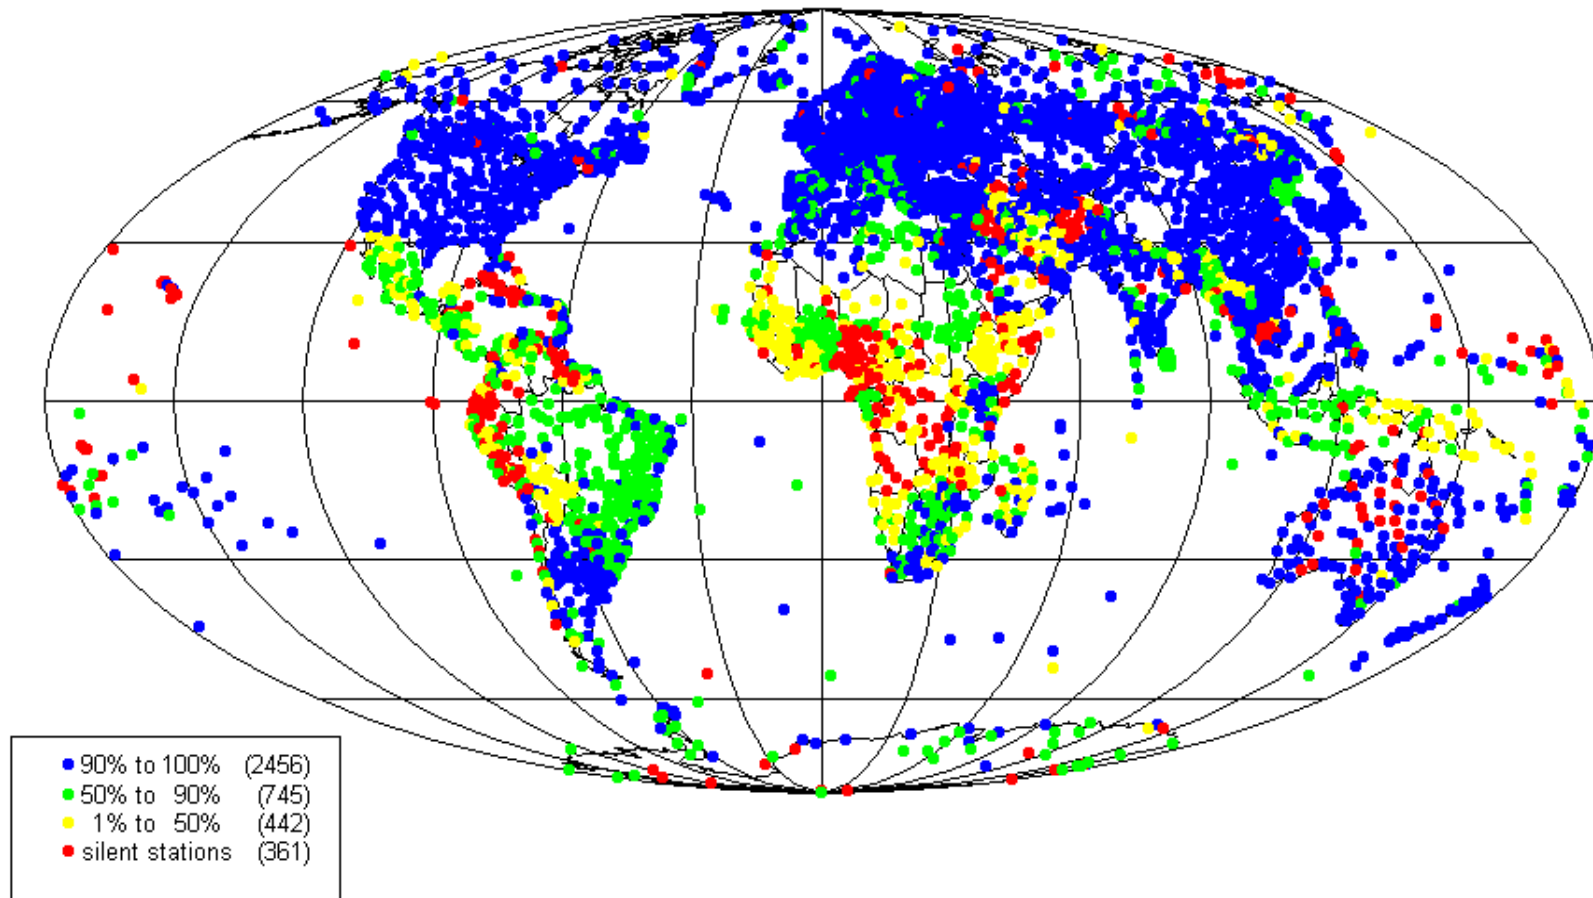 90% to 100% (2456)
50% to 90% (745)
1% to 50% (442)
silent stations (361)